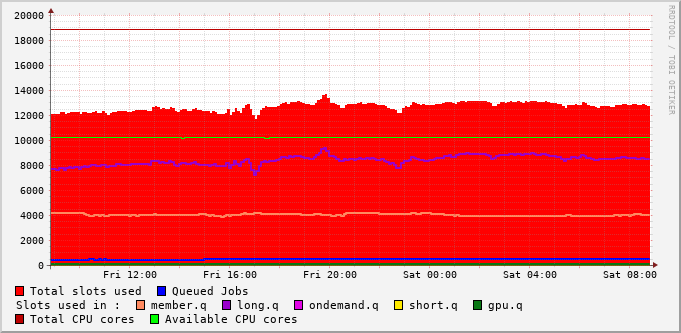 RRDTOOL / TOBI OETIKER
20000
18000
16000
14000
12000
10000
8000
6000
4000
2000
0
Fri 12:00 Fri 16:00 Fri 20:00 Sat 00:00 Sat 04:00 Sat 08:00
Total slots used Queued Jobs
Slots used in : member.q long.q ondemand.q short.q gpu.q
Total CPU cores Available CPU cores